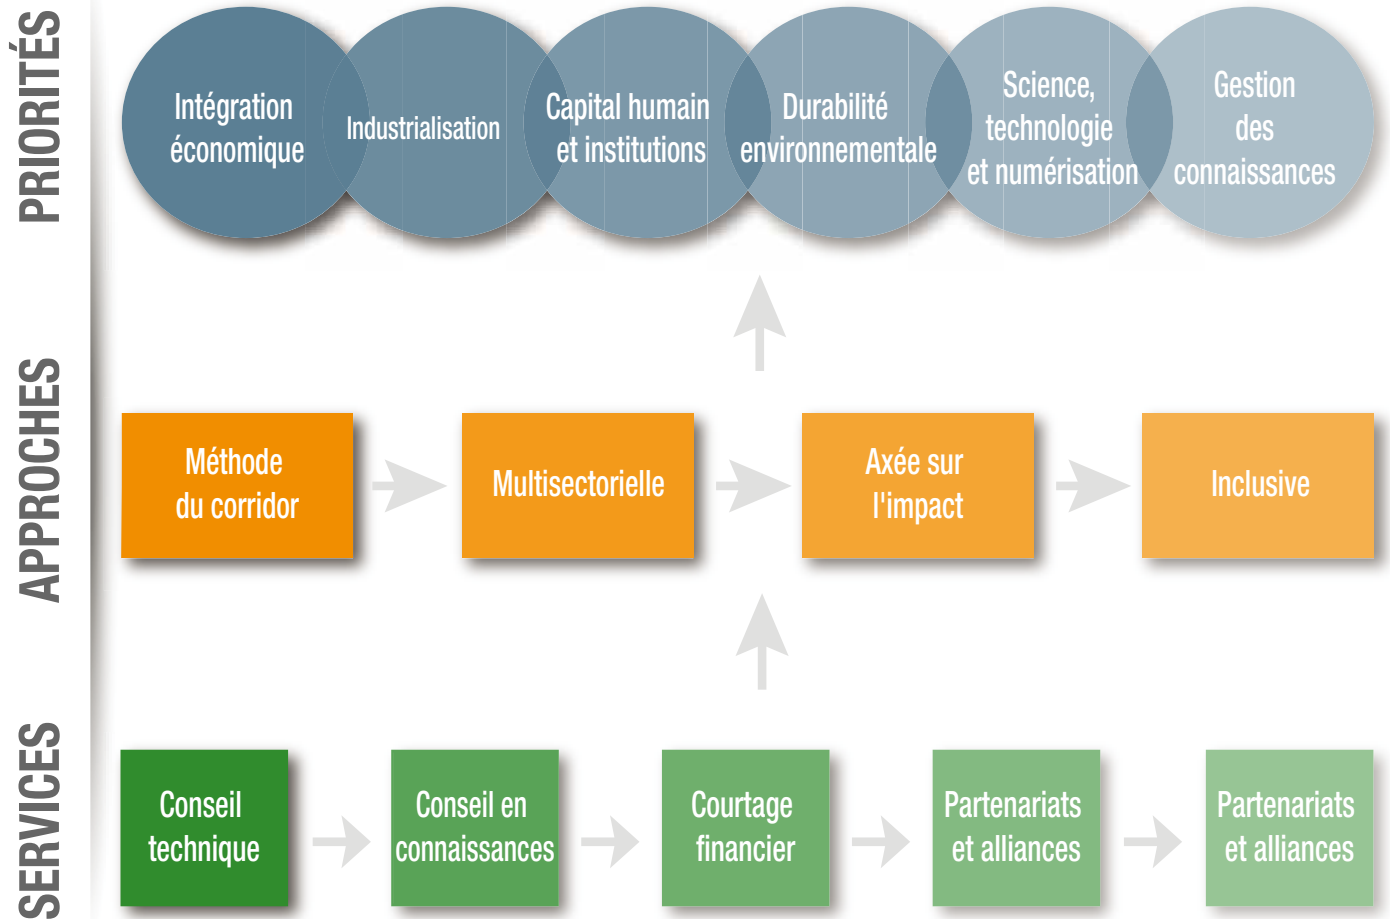 PRIORITÉS
Intégration
économique
Industrialisation
Capital humain
et institutions
Durabilité
environnementale
Science,
technologie
et numérisation
Gestion
des
connaissances
APPROCHES
Méthode
du corridor
Multisectorielle
Axée sur
l'impact
Inclusive
SERVICES
Conseil
technique
Conseil en
connaissances
Courtage
financier
Partenariats
et alliances
Partenariats
et alliances